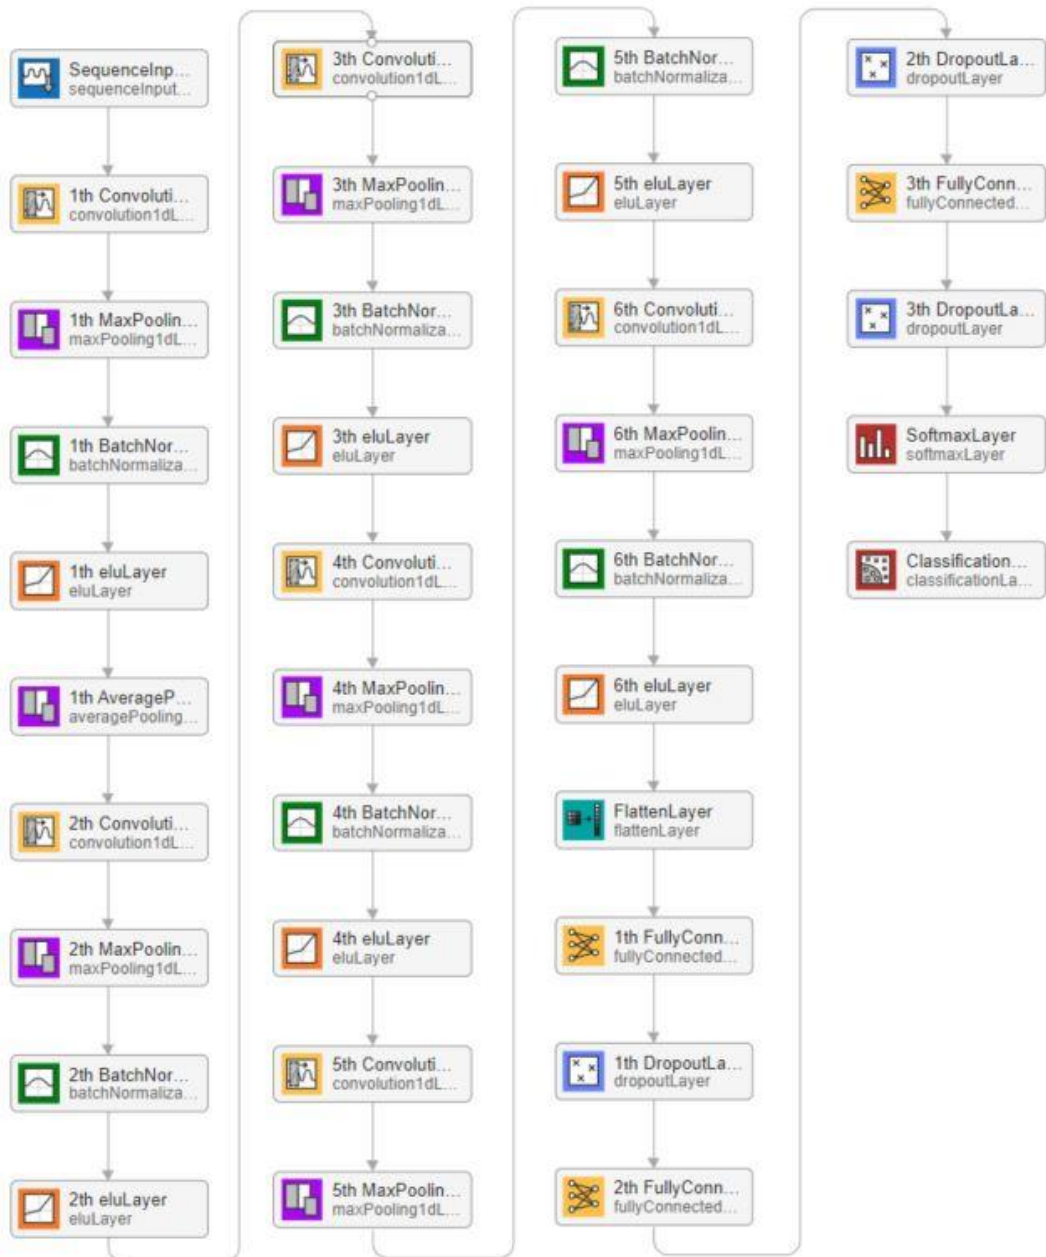 SequenceInp...
sequenceInput...
1th Convoluti...
convolution1dL...
1th MaxPoolin...
maxPooling1dL...
1th BatchNor...
batchNormaliza...
1th eluLayer
eluLayer
1th AverageP...
averagePooling...
2th Convoluti...
convolution1dL...
2th MaxPoolin...
maxPooling1dL...
2th BatchNor...
batchNormaliza...
2th eluLayer
eluLayer
3th Convoluti...
convolution1dL...
3th MaxPoolin...
maxPooling1dL...
3th BatchNor...
batchNormaliza...
3th eluLayer
eluLayer
4th Convoluti...
convolution1dL...
4th MaxPoolin...
maxPooling1dL...
4th BatchNor...
batchNormaliza...
4th eluLayer
eluLayer
5th Convoluti...
convolution1dL...
5th MaxPoolin...
maxPooling1dL...
5th BatchNor...
batchNormaliza...
5th eluLayer
eluLayer
6th Convoluti...
convolution1dL...
6th MaxPoolin...
maxPooling1dL...
6th BatchNor...
batchNormaliza...
6th eluLayer
eluLayer
FlattenLayer
flattenLayer
1th FullyConn...
fullyConnected...
1th DropoutLa...
dropoutLayer
2th FullyConn...
fullyConnected...
2th DropoutLa...
dropoutLayer
3th FullyConn...
fullyConnected...
3th DropoutLa...
dropoutLayer
SoftmaxLayer
softmaxLayer
Classification...
classificationLa...